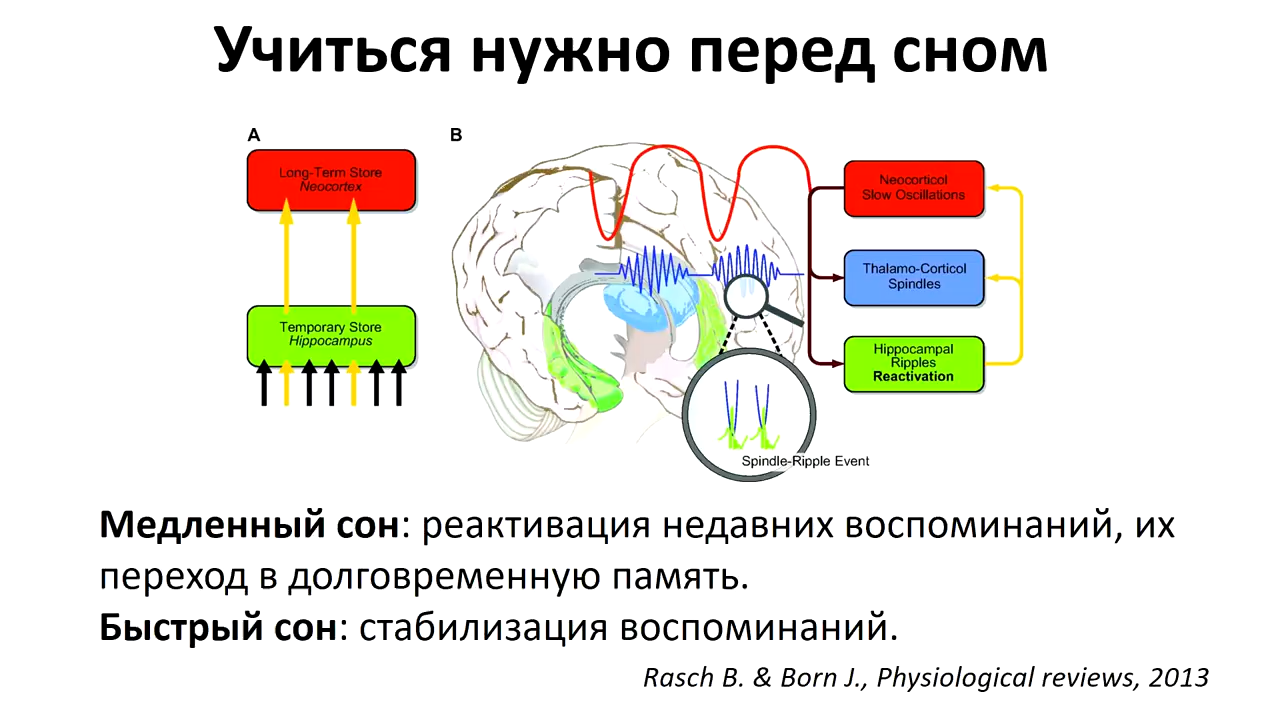 Учиться нужно перед сном
A
B
Long-Term Store
Neocortex
Temporary Store
Hippocampus
Neocorticol
Slow Oscillations
Thalamo-Corticol
Spindles
Hippocampal
Ripples
Reactivation
Spindle-Ripple Event
Медленный сон: реактивация недавних воспоминаний, их
переход в долговременную память.
Быстрый сон: стабилизация воспоминаний.
Rasch B. & Born J., Physiological reviews, 2013